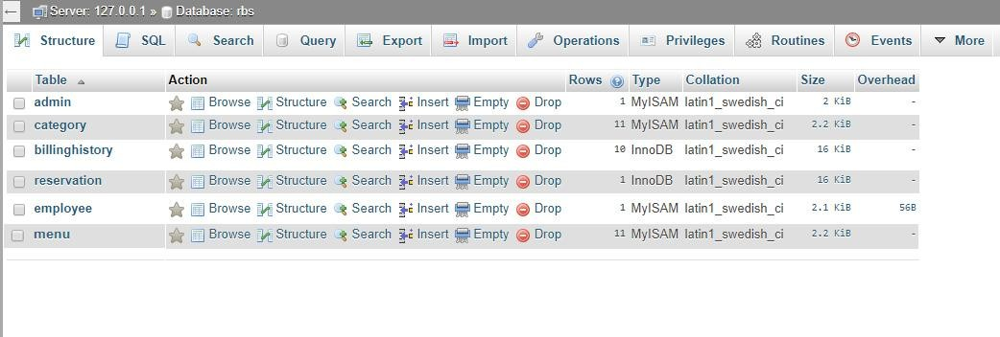 ← Server: 127.0.0.1 » Database: rbs
Structure SQL Search Query Export Import Operations Privileges Routines Events More
Table Action Rows Type Collation Size Overhead
admin Browse Structure Search Insert Empty Drop 1 MyISAM latin1_swedish_ci 2 KiB -
category Browse Structure Search Insert Empty Drop 11 MyISAM latin1_swedish_ci 2.2 KiB -
billinghistory Browse Structure Search Insert Empty Drop 10 InnoDB latin1_swedish_ci 16 KiB -
reservation Browse Structure Search Insert Empty Drop 1 InnoDB latin1_swedish_ci 16 KiB -
employee Browse Structure Search Insert Empty Drop 1 MyISAM latin1_swedish_ci 2.1 KiB 56B
menu Browse Structure Search Insert Empty Drop 11 MyISAM latin1_swedish_ci 2.2 KiB -